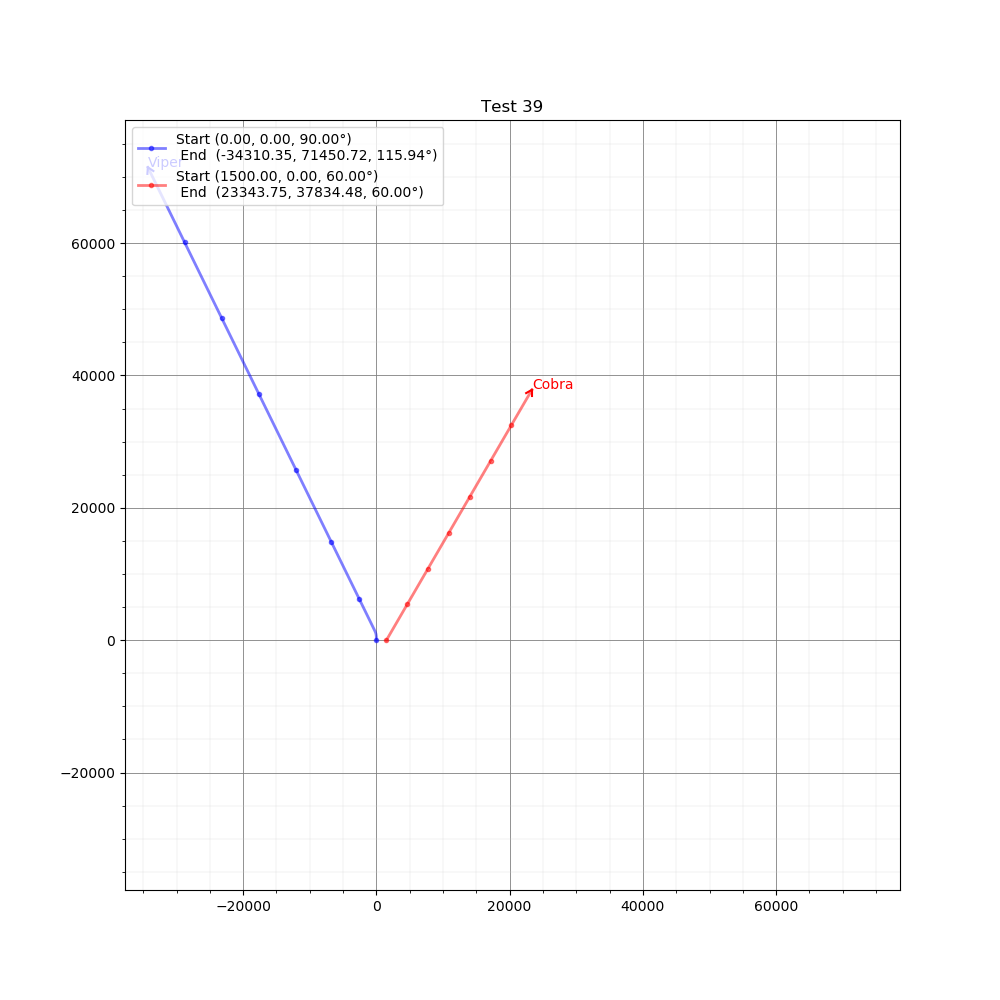 Test 39
Start (0.00, 0.00, 90.00°)
End  (-34310.35, 71450.72, 115.94°)
Viper
Start (1500.00, 0.00, 60.00°)
End  (23343.75, 37834.48, 60.00°)
60000
40000
Cobra
20000
0
−20000
−20000 0 20000 40000 60000